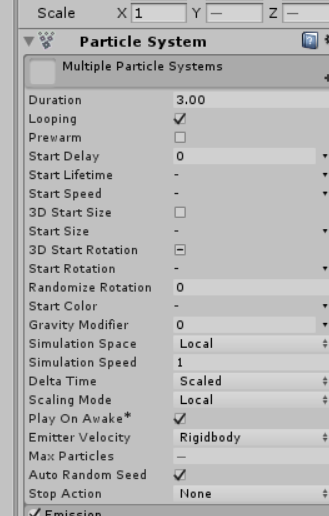 Scale X 1 Y — Z —
Particle System
Multiple Particle Systems
Duration 3.00
Looping
Prewarm
Start Delay 0
Start Lifetime -
Start Speed -
3D Start Size
Start Size -
3D Start Rotation
Start Rotation -
Randomize Rotation 0
Start Color -
Gravity Modifier 0
Simulation Space Local
Simulation Speed 1
Delta Time Scaled
Scaling Mode Local
Play On Awake*
Emitter Velocity Rigidbody
Max Particles —
Auto Random Seed
Stop Action None
Emission